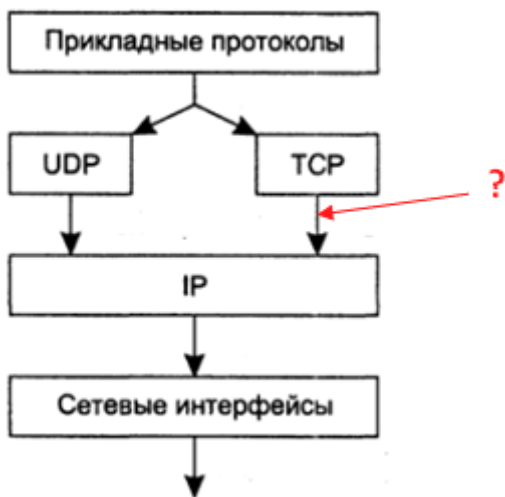 Прикладные протоколы
UDP
TCP
?
IP
Сетевые интерфейсы